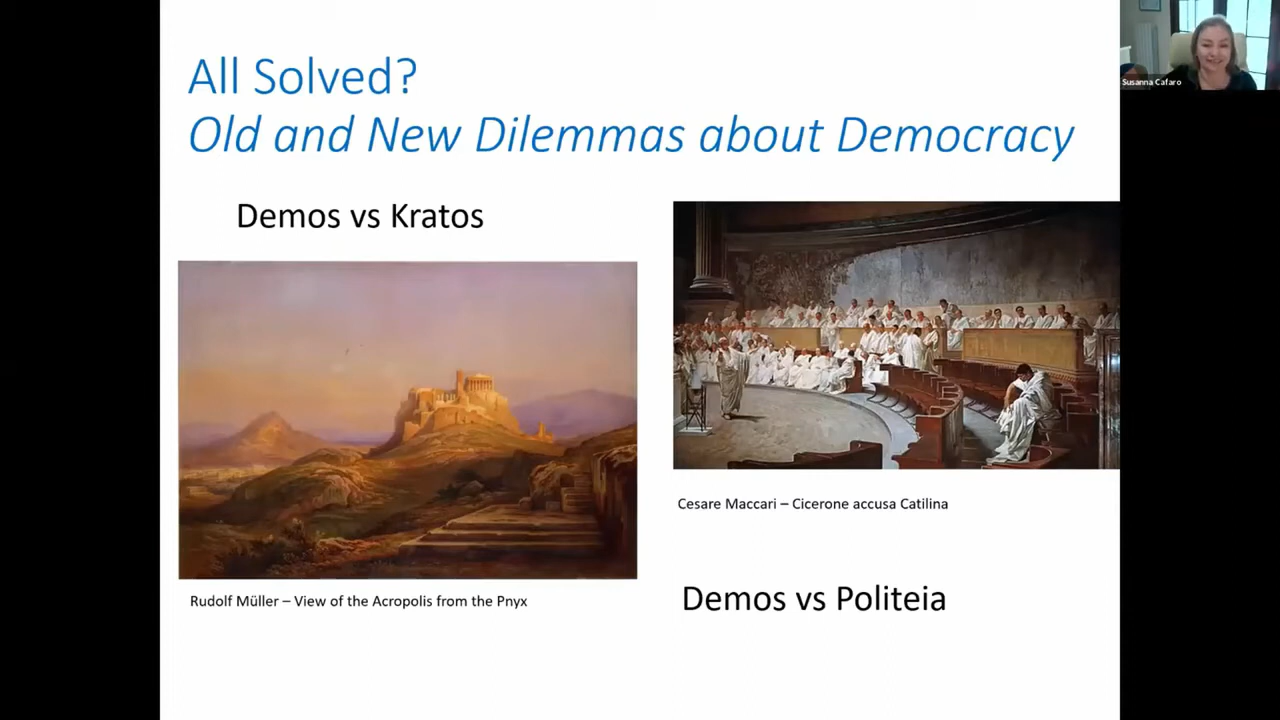 All Solved?
Old and New Dilemmas about Democracy
Demos vs Kratos
Rudolf Müller – View of the Acropolis from the Pnyx
Cesare Maccari – Cicerone accusa Catilina
Demos vs Politeia
Susanna Cafaro